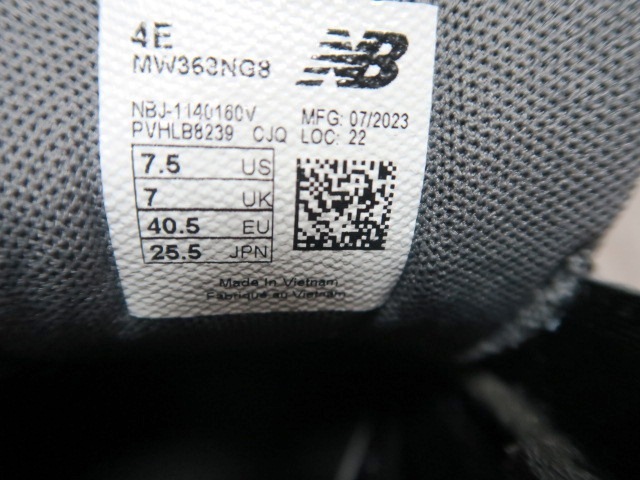 4E
MW363NG8
NB
NBJ-1140160V
PVHLB8239 CJQ
MFG: 07/2023
LOC: 22
7.5 US
7 UK
40.5 EU
25.5 JPN
Made In Vietnam
Fabriqué au Vietnam